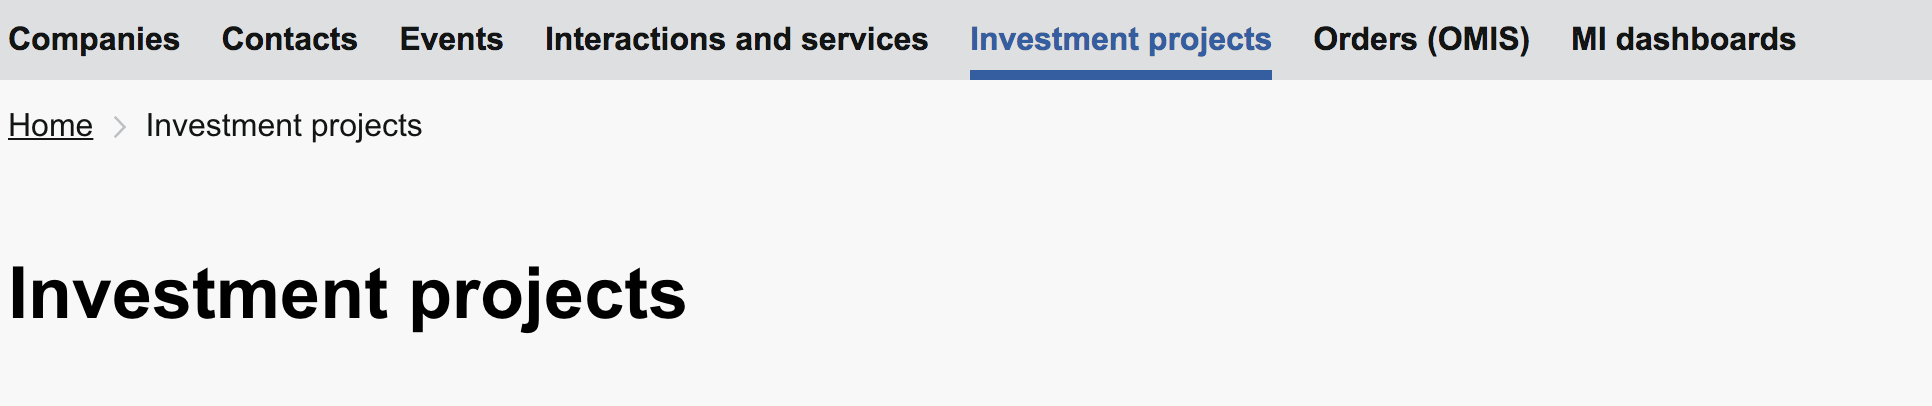 Companies Contacts Events Interactions and services Investment projects Orders (OMIS) MI dashboards
Home Investment projects
Investment projects